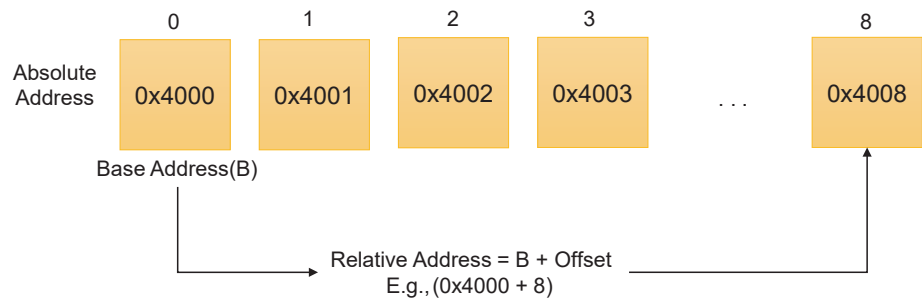 0 1 2 3 8
Absolute
Address
0x4000 0x4001 0x4002 0x4003 . . . 0x4008
Base Address(B)
Relative Address = B + Offset
E.g., (0x4000 + 8)